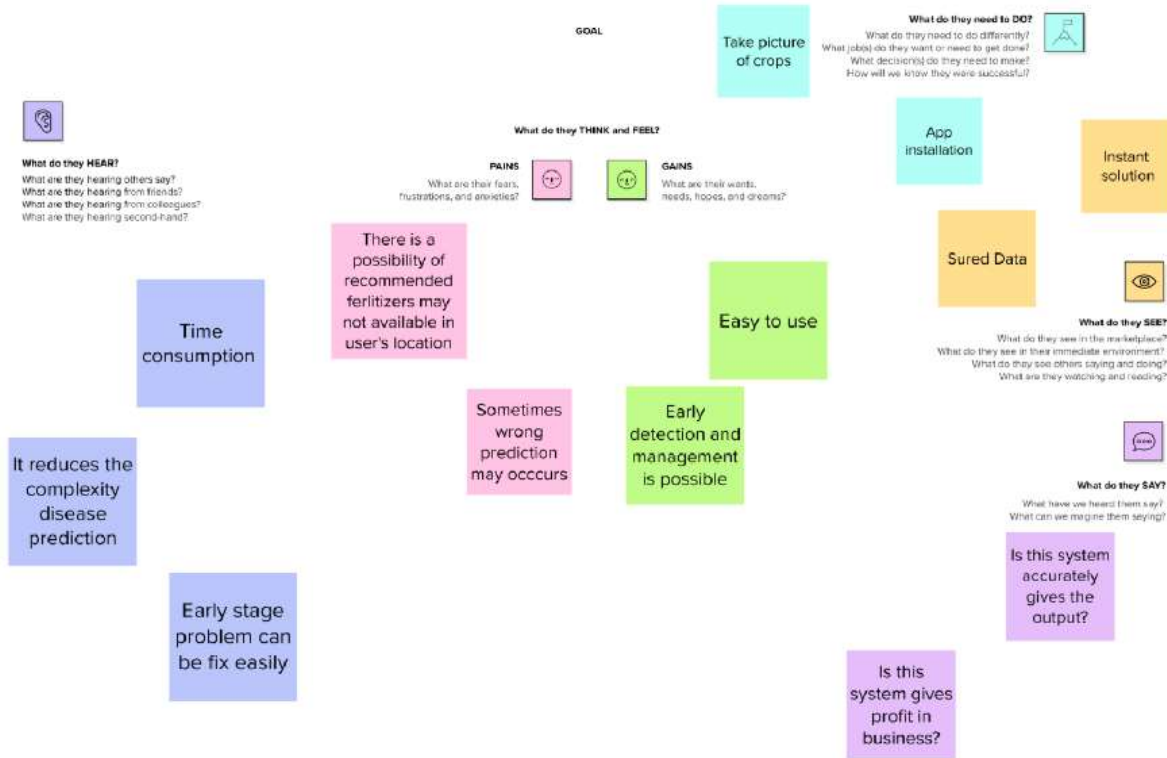 GOAL
Take picture
of crops
What do they need to DO?
What do they need to do differently?
What job(s) do they want or need to get done?
What decision(s) do they need to make?
How will we know they were successful?
App
installation
Instant
solution
What do they HEAR?
What are they hearing others say?
What are they hearing from friends?
What are they hearing from colleagues?
What are they hearing second-hand?
What do they THINK and FEEL?
PAINS
What are their fears,
frustrations, and anxieties?
GAINS
What are their wants,
needs, hopes, and dreams?
There is a
possibility of
recommended
ferlitizers may
not available in
user's location
Time
consumption
Easy to use
Sured Data
What do they SEE?
What do they see in the marketplace?
What do they see in their immediate environment?
What do they see others saying and doing?
What are they watching and reading?
Sometimes
wrong
prediction
may occcurs
Early
detection and
management
is possible
It reduces the
complexity
disease
prediction
What do they SAY?
What have we heard them say?
What can we magine them saying?
Is this system
accurately
gives the
output?
Early stage
problem can
be fix easily
Is this
system gives
profit in
business?